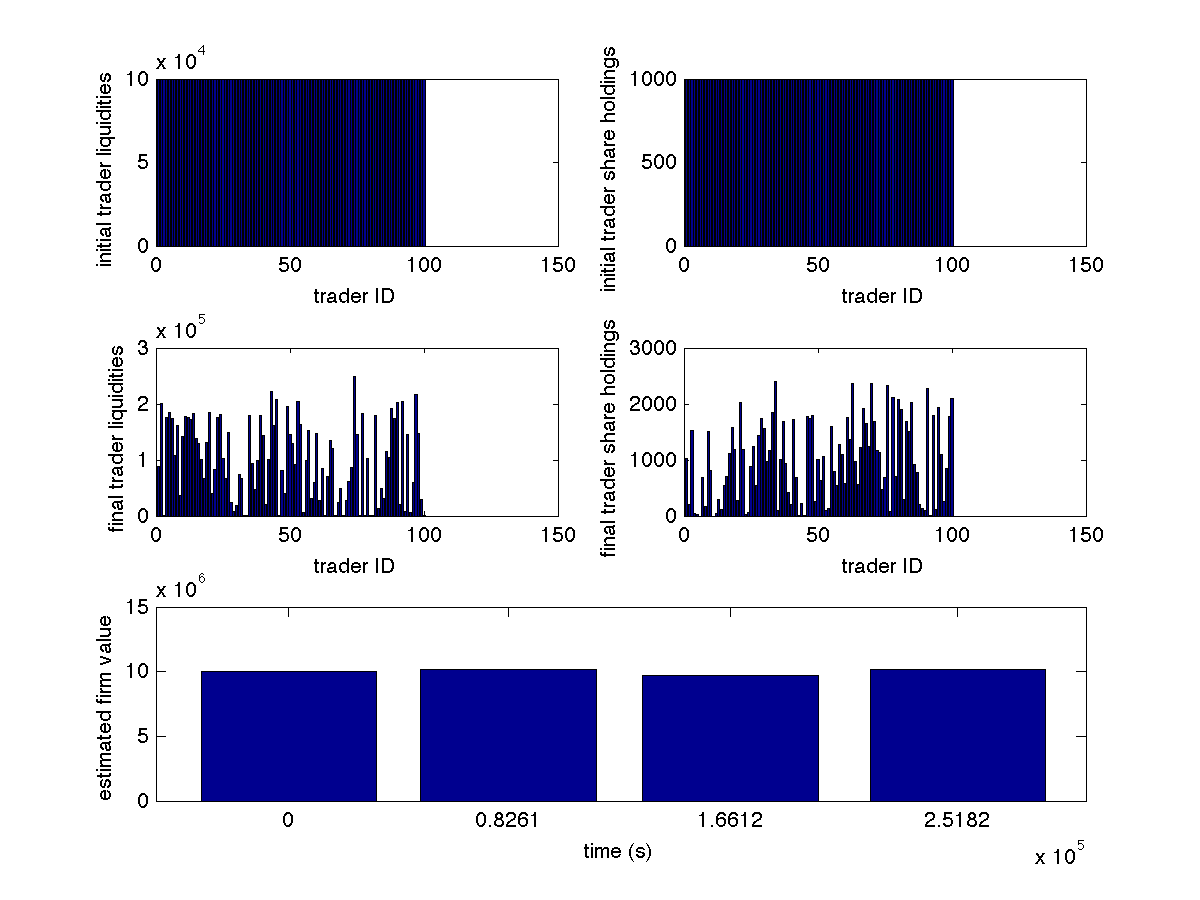 x 10^4
initial trader liquidities
10
5
0
0 50 100 150
trader ID
initial trader share holdings
1000
500
0
0 50 100 150
trader ID
x 10^5
final trader liquidities
3
2
1
0
0 50 100 150
trader ID
final trader share holdings
3000
2000
1000
0
0 50 100 150
trader ID
x 10^6
estimated firm value
15
10
5
0
0 0.8261 1.6612 2.5182
time (s)
x 10^5